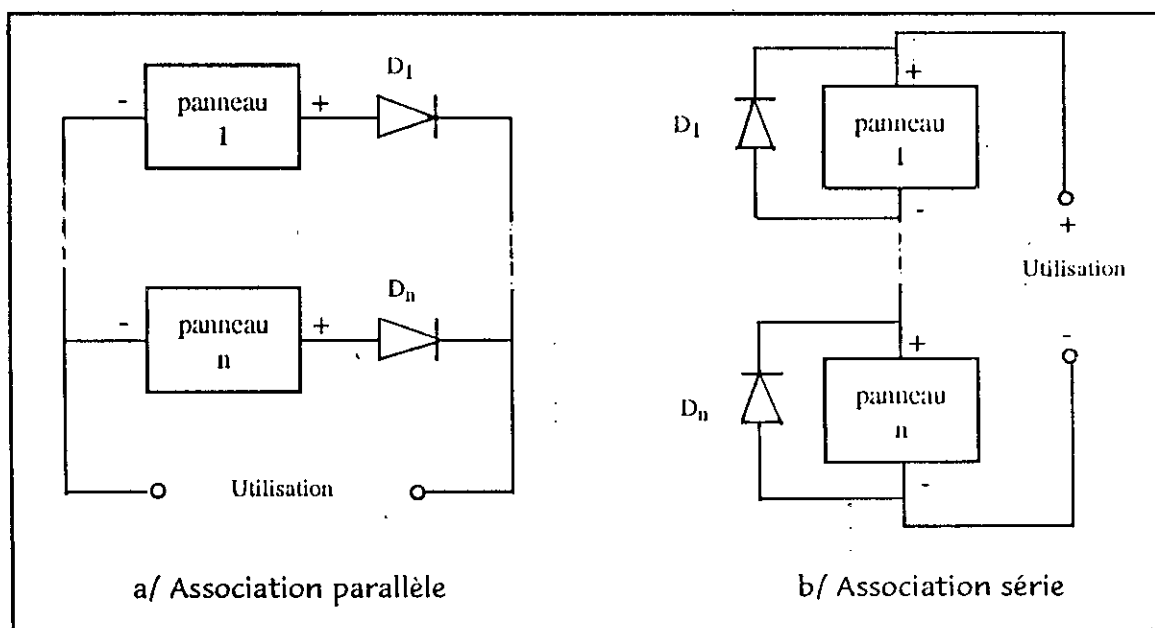 D1
-
panneau
1
+
Dn
-
panneau
n
+
Utilisation
a/ Association parallèle
+
D1
panneau
1
-
+
Utilisation
-
+
Dn
panneau
n
-
b/ Association série